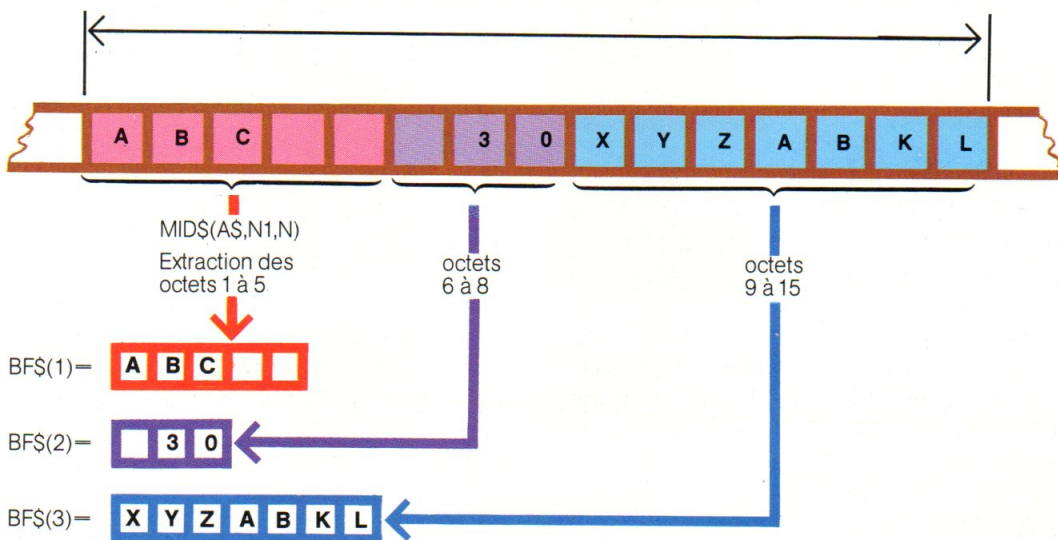 A B C 3 0 X Y Z A B K L
MID$(A$,N1,N)
Extraction des
octets 1 à 5
octets
6 à 8
octets
9 à 15
BF$(1)= A B C
BF$(2)= 3 0
BF$(3)= X Y Z A B K L